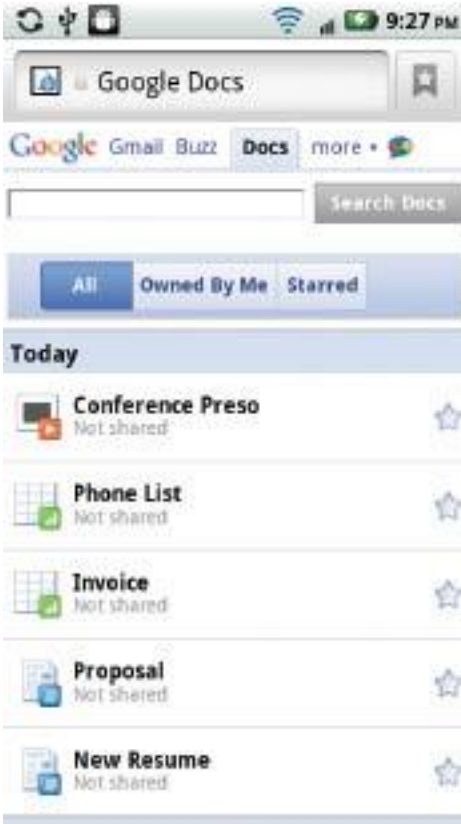 9:27 PM
Google Docs
Google Gmail Buzz Docs more
Search Docs
All Owned By Me Starred
Today
Conference Preso
Not shared
Phone List
Not shared
Invoice
Not shared
Proposal
Not shared
New Resume
Not shared